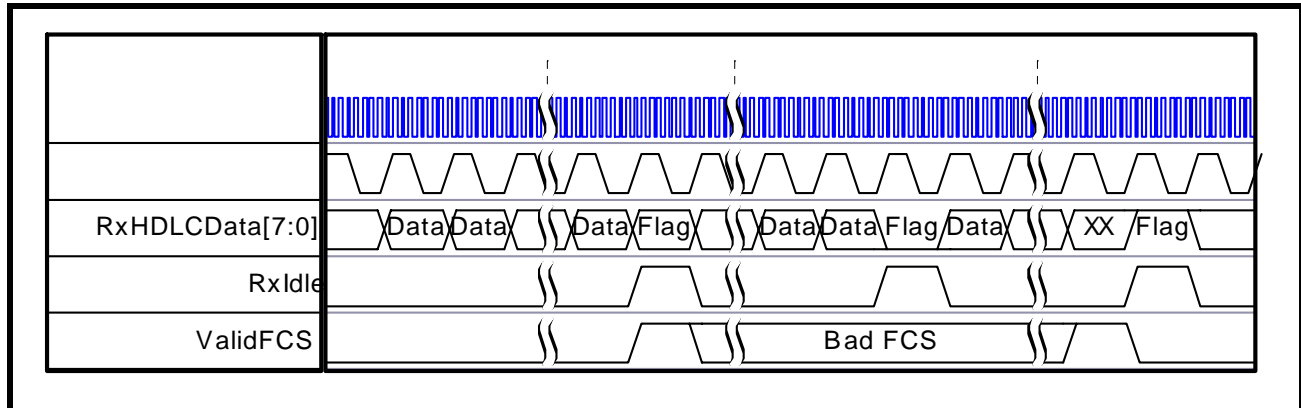 RxHDLCData[7:0] Data Data Data Flag Data Data Flag Data XX Flag
RxIdle
ValidFCS Bad FCS